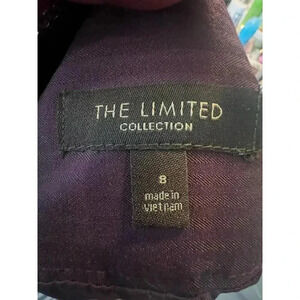 THE LIMITED
COLLECTION
8
made in
vietnam